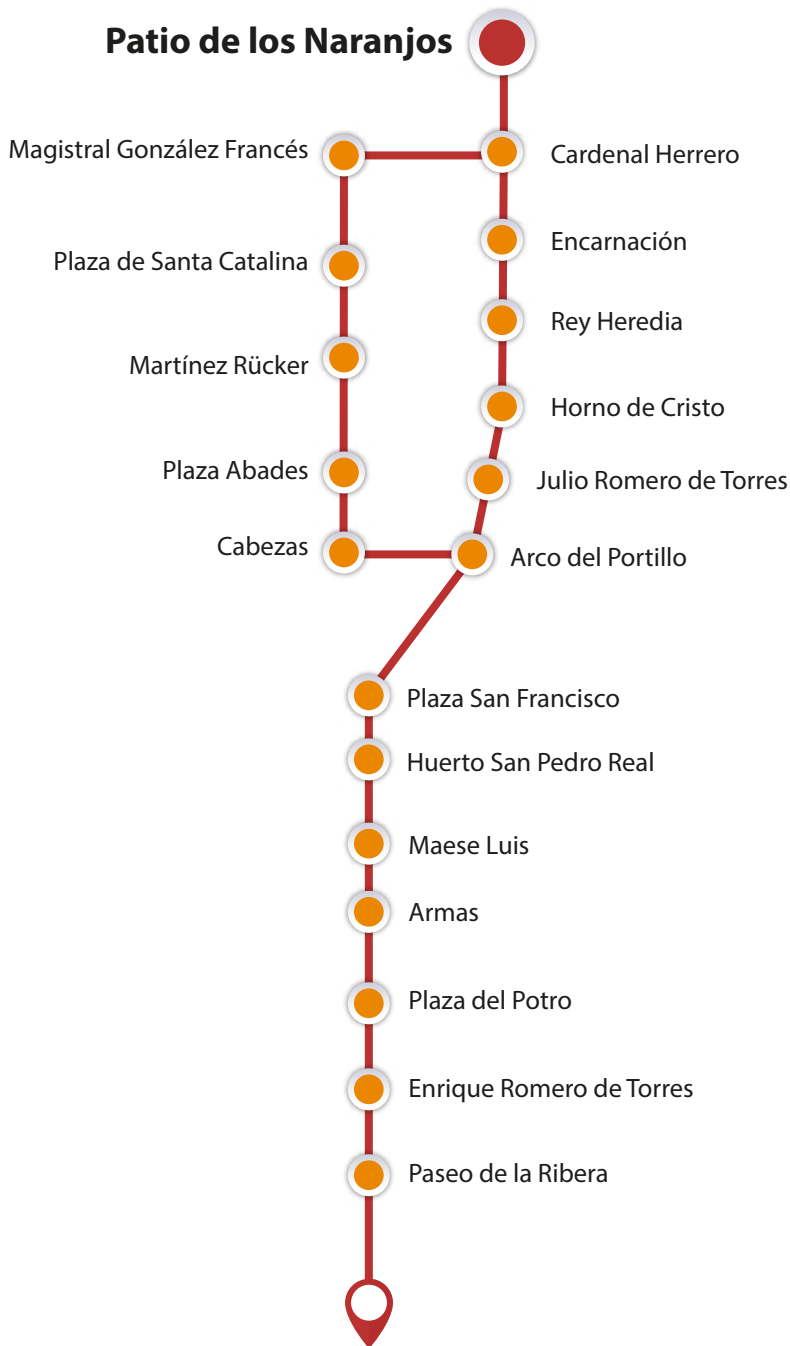 Patio de los Naranjos
Magistral González Francés
Cardenal Herrero
Encarnación
Plaza de Santa Catalina
Rey Heredia
Martínez Rücker
Horno de Cristo
Plaza Abades
Julio Romero de Torres
Cabezas
Arco del Portillo
Plaza San Francisco
Huerto San Pedro Real
Maese Luis
Armas
Plaza del Potro
Enrique Romero de Torres
Paseo de la Ribera